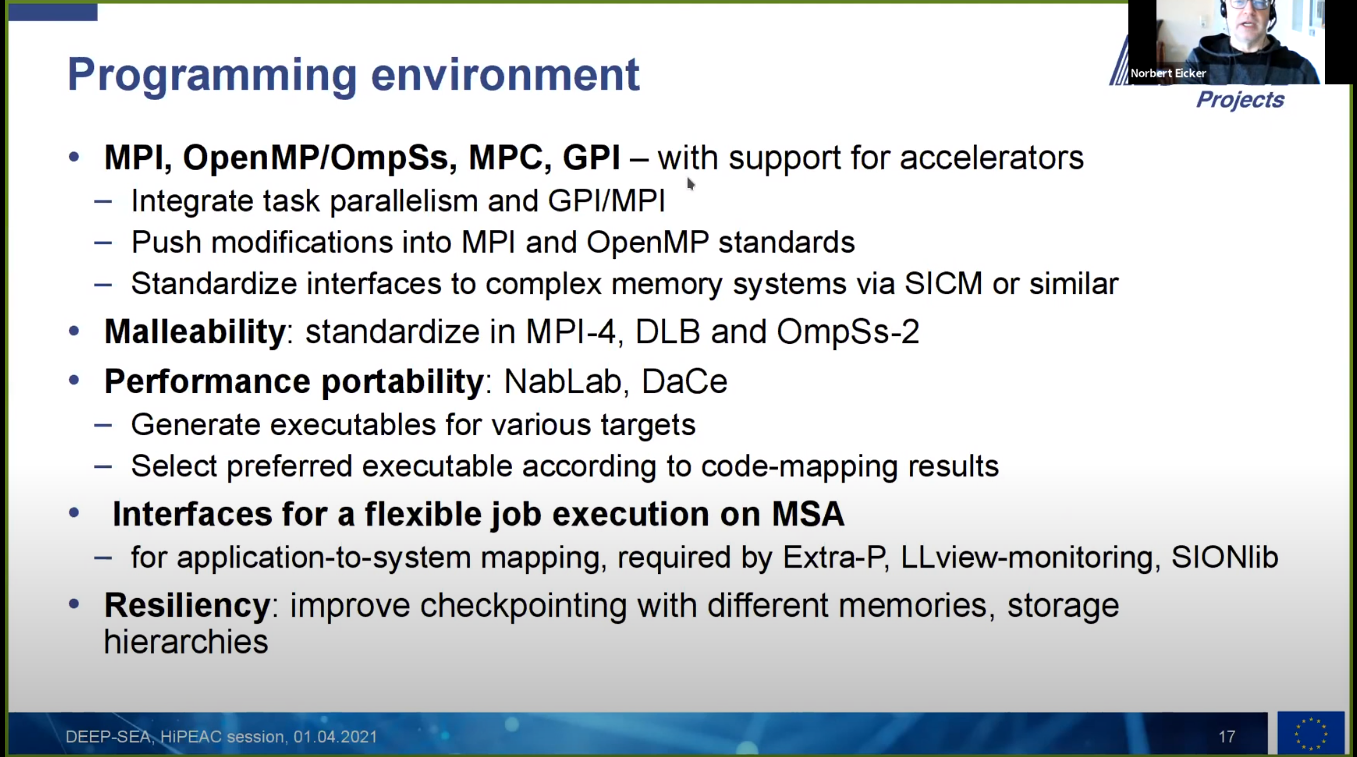 Programming environment
Norbert Eicker
Projects
• MPI, OpenMP/OmpSs, MPC, GPI – with support for accelerators
– Integrate task parallelism and GPI/MPI
– Push modifications into MPI and OpenMP standards
– Standardize interfaces to complex memory systems via SICM or similar
• Malleability: standardize in MPI-4, DLB and OmpSs-2
• Performance portability: NabLab, DaCe
– Generate executables for various targets
– Select preferred executable according to code-mapping results
• Interfaces for a flexible job execution on MSA
– for application-to-system mapping, required by Extra-P, LLview-monitoring, SIONlib
• Resiliency: improve checkpointing with different memories, storage
hierarchies
DEEP-SEA, HiPEAC session, 01.04.2021
17